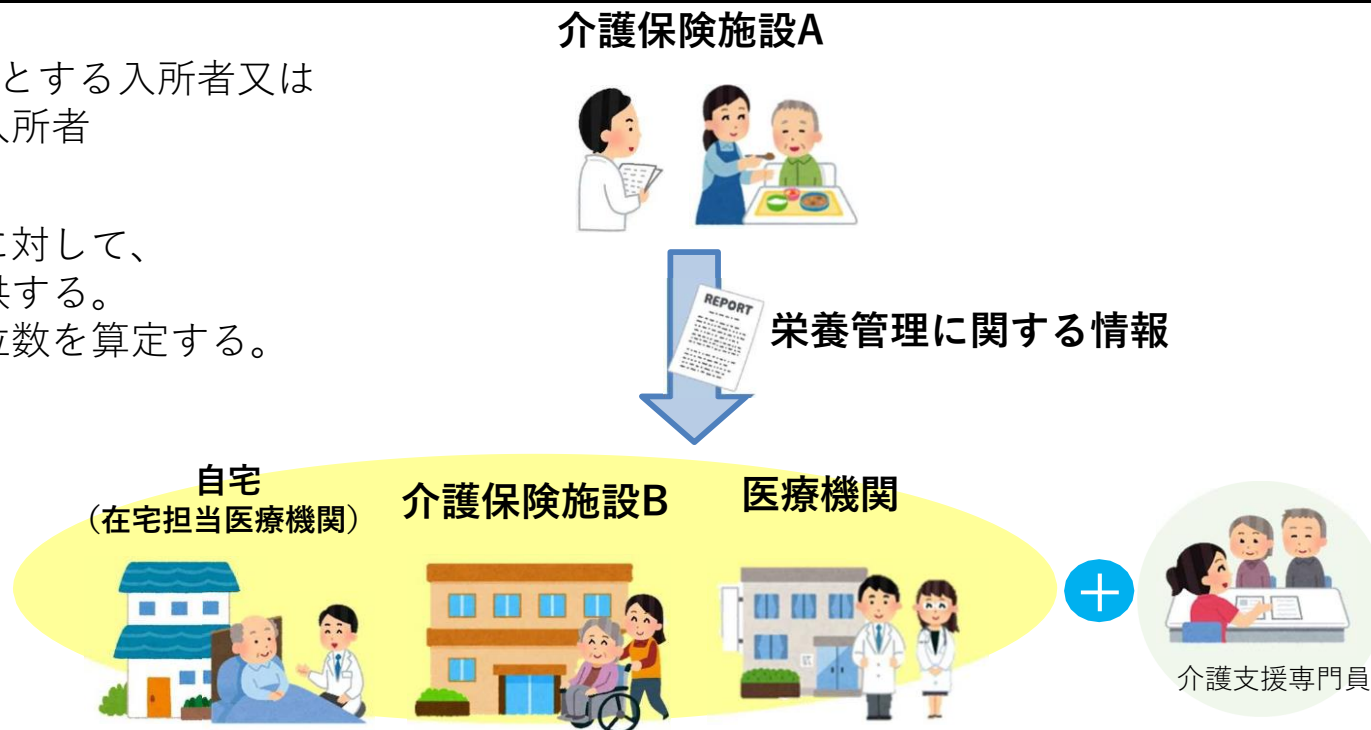 介護保険施設A
とする入所者又は
入所者
に対して、
供する。
位数を算定する。
REPORT
栄養管理に関する情報
自宅
（在宅担当医療機関）
介護保険施設B
医療機関
＋
介護支援専門員